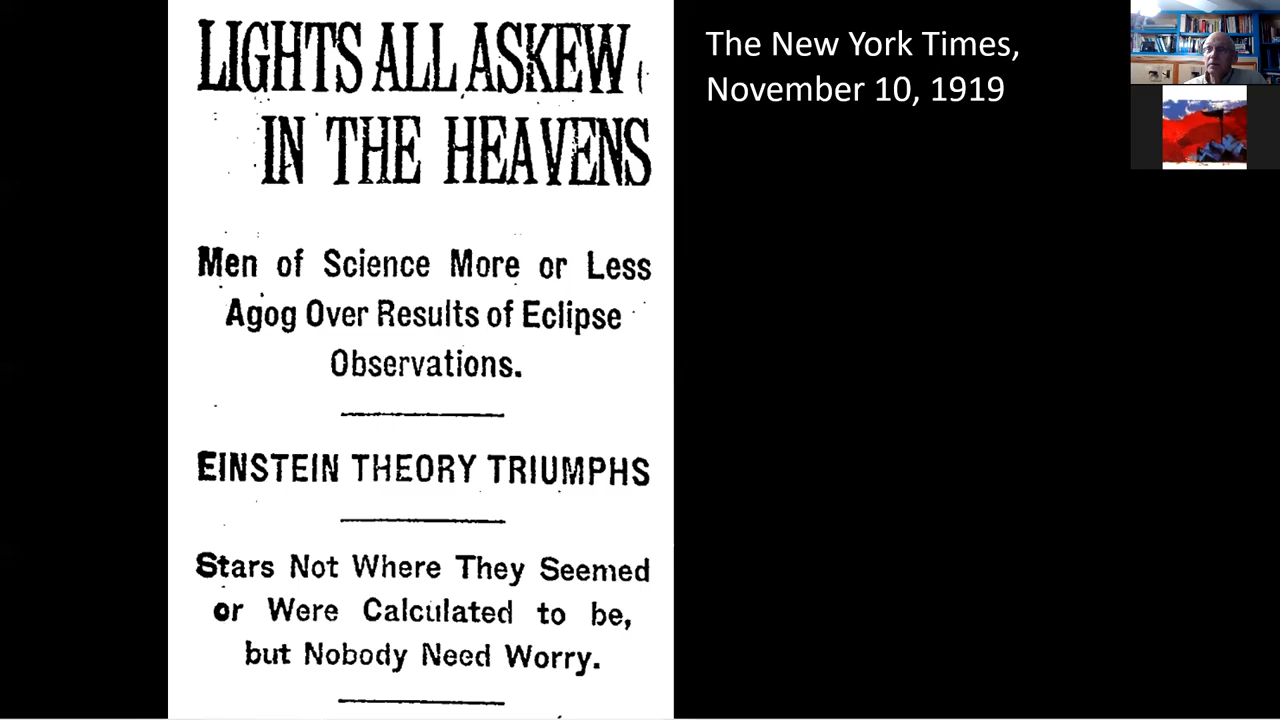 LIGHTS ALL ASKEW
IN THE HEAVENS
Men of Science More or Less
Agog Over Results of Eclipse
Observations.
EINSTEIN THEORY TRIUMPHS
Stars Not Where They Seemed
or Were Calculated to be,
but Nobody Need Worry.
The New York Times,
November 10, 1919